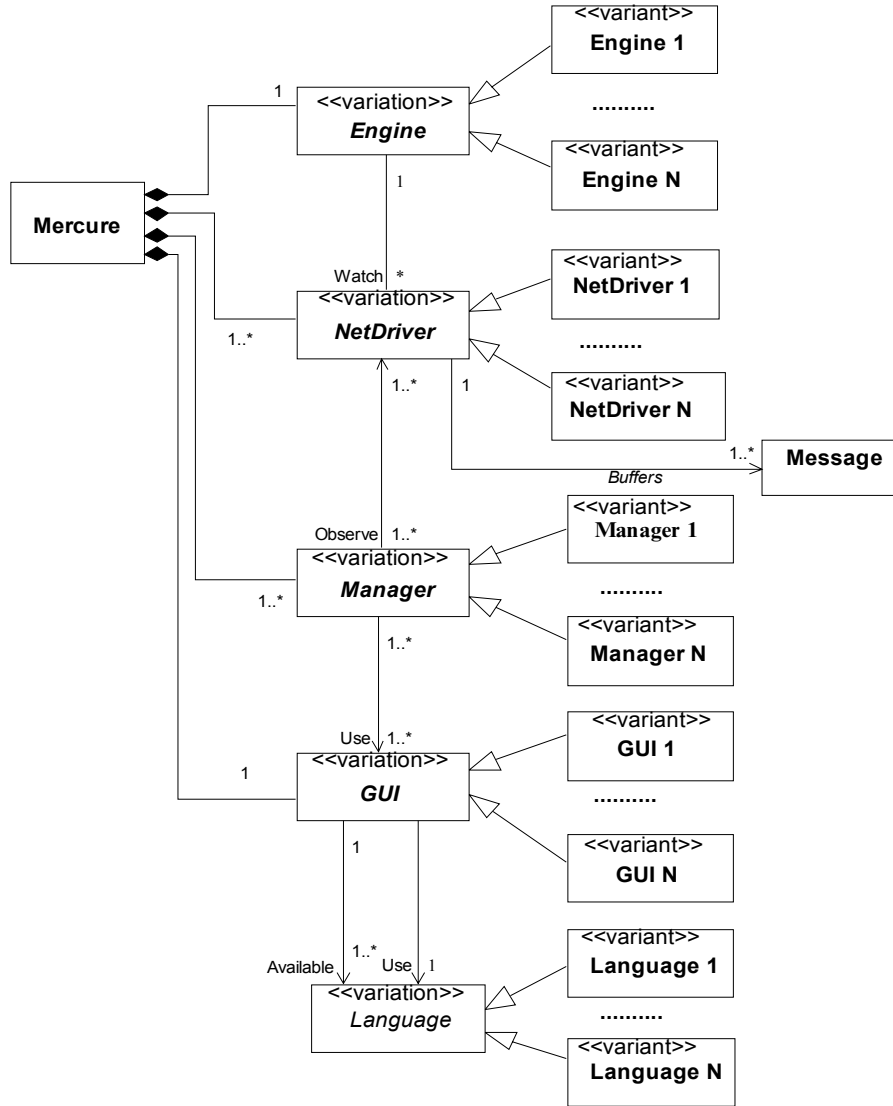 <<variant>>
Engine 1
1
<<variation>>
Engine
..........
<<variant>>
Engine N
1
Mercure
Watch *
<<variation>>
NetDriver
1..*
<<variant>>
NetDriver 1
..........
<<variant>>
NetDriver N
1..*
1
1..*
Buffers
Message
Observe 1..*
<<variation>>
Manager
1..*
<<variant>>
Manager 1
..........
<<variant>>
Manager N
1..*
Use 1..*
<<variation>>
GUI
1
<<variant>>
GUI 1
..........
<<variant>>
GUI N
1
1..*
Available
Use 1
<<variation>>
Language
<<variant>>
Language 1
..........
<<variant>>
Language N